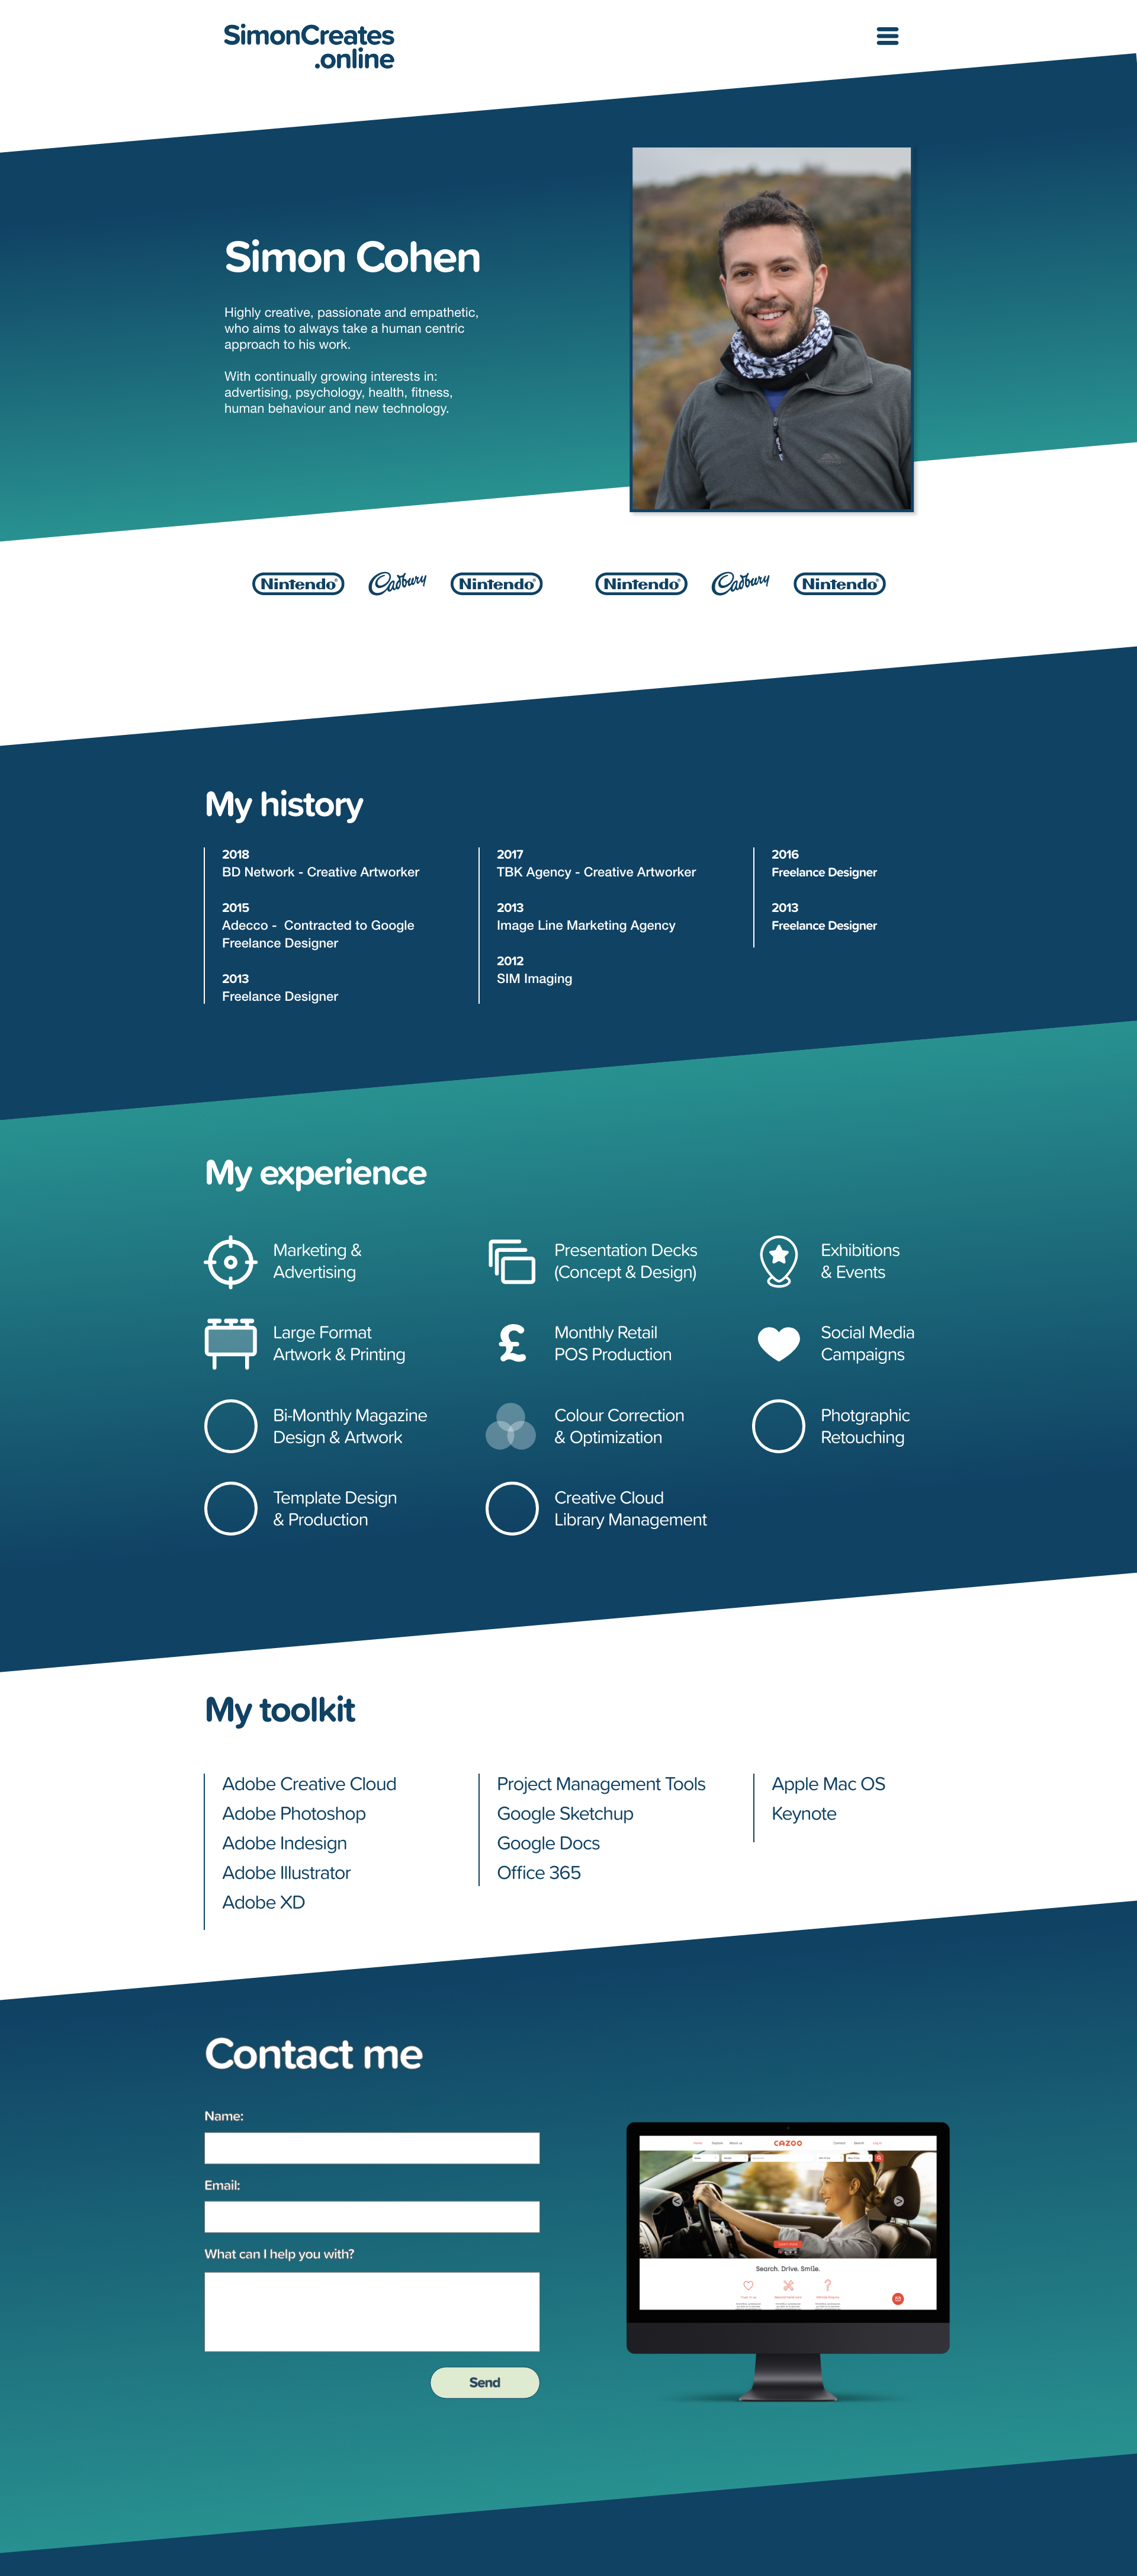 SimonCreates
.online
Simon Cohen
Highly creative, passionate and empathetic,
who aims to always take a human centric
approach to his work.
With continually growing interests in:
advertising, psychology, health, fitness,
human behaviour and new technology.
Nintendo
Cadbury
Nintendo
Nintendo
Cadbury
Nintendo
My history
2018
BD Network - Creative Artworker
2015
Adecco - Contracted to Google
Freelance Designer
2013
Freelance Designer
2017
TBK Agency - Creative Artworker
2013
Image Line Marketing Agency
2012
SIM Imaging
2016
Freelance Designer
2013
Freelance Designer
My experience
Marketing &
Advertising
Presentation Decks
(Concept & Design)
Exhibitions
& Events
Large Format
Artwork & Printing
£
Monthly Retail
POS Production
Social Media
Campaigns
Bi-Monthly Magazine
Design & Artwork
Colour Correction
& Optimization
Photgraphic
Retouching
Template Design
& Production
Creative Cloud
Library Management
My toolkit
Adobe Creative Cloud
Adobe Photoshop
Adobe Indesign
Adobe Illustrator
Adobe XD
Project Management Tools
Google Sketchup
Google Docs
Office 365
Apple Mac OS
Keynote
Contact me
Name:
Email:
What can I help you with?
Send
Home Explore About us CAZOO Contact Search Log in
Search. Drive. Smile.